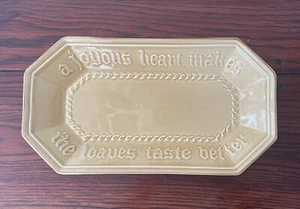 a joyous heart makes
the loaves taste better